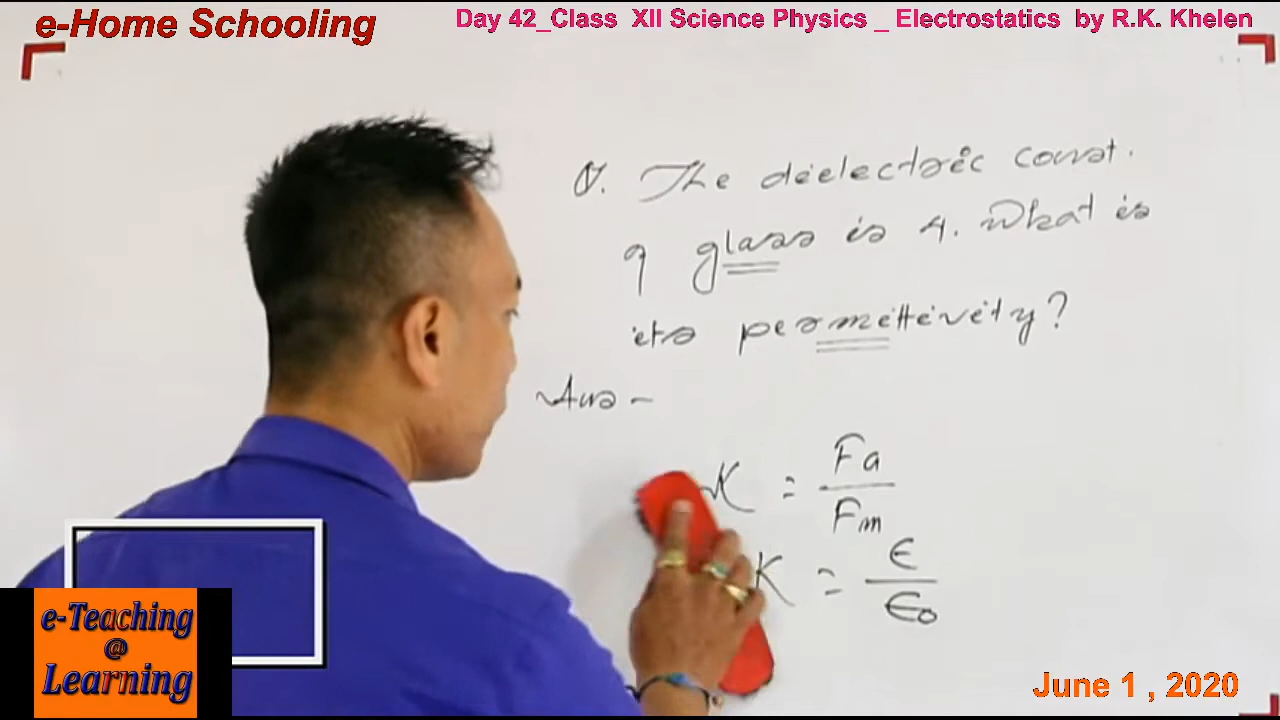 e-Home Schooling
Day 42_Class XII Science Physics _ Electrostatics by R.K. Khelen
Q. The dielectric const.
of glass is 4. What is
its permittivity?
Ans -
K = Fa / Fm
K = ϵ / ϵ0
e-Teaching
@
Learning
June 1 , 2020